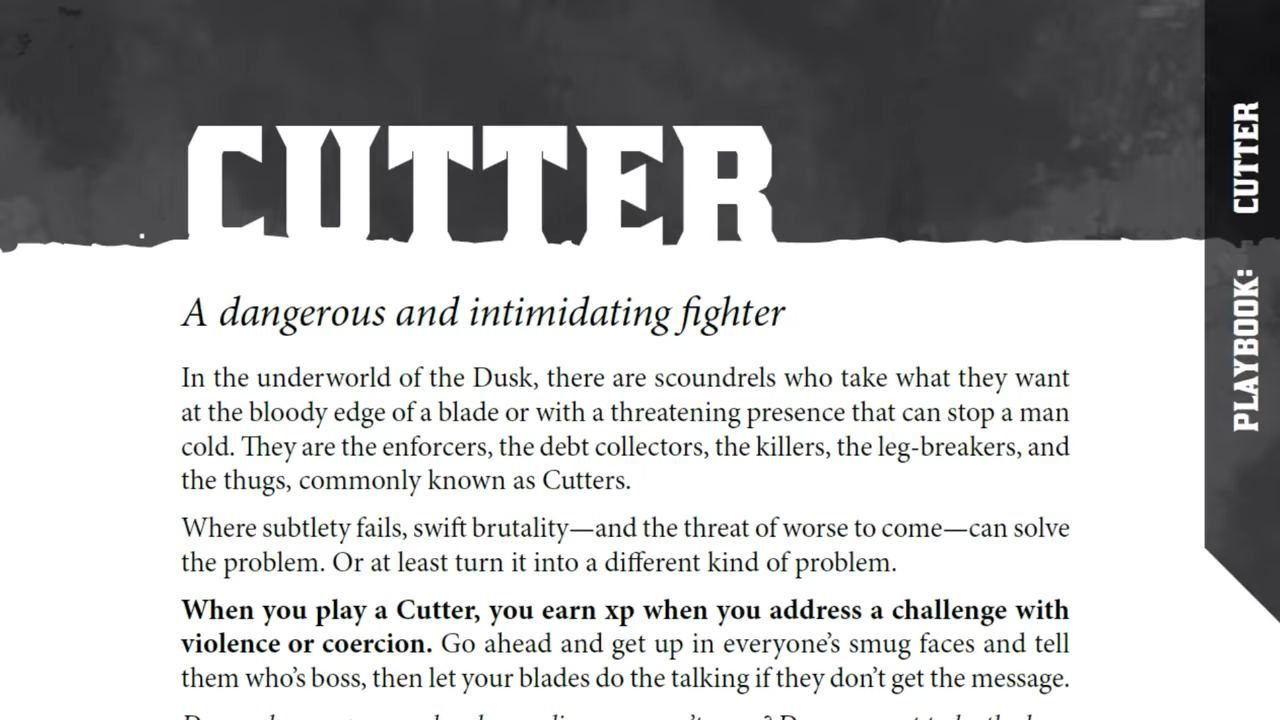 CUTTER
A dangerous and intimidating fighter
In the underworld of the Dusk, there are scoundrels who take what they want
at the bloody edge of a blade or with a threatening presence that can stop a man
cold. They are the enforcers, the debt collectors, the killers, the leg-breakers, and
the thugs, commonly known as Cutters.
Where subtlety fails, swift brutality—and the threat of worse to come—can solve
the problem. Or at least turn it into a different kind of problem.
When you play a Cutter, you earn xp when you address a challenge with
violence or coercion. Go ahead and get up in everyone’s smug faces and tell
them who’s boss, then let your blades do the talking if they don’t get the message.
PLAYBOOK: CUTTER